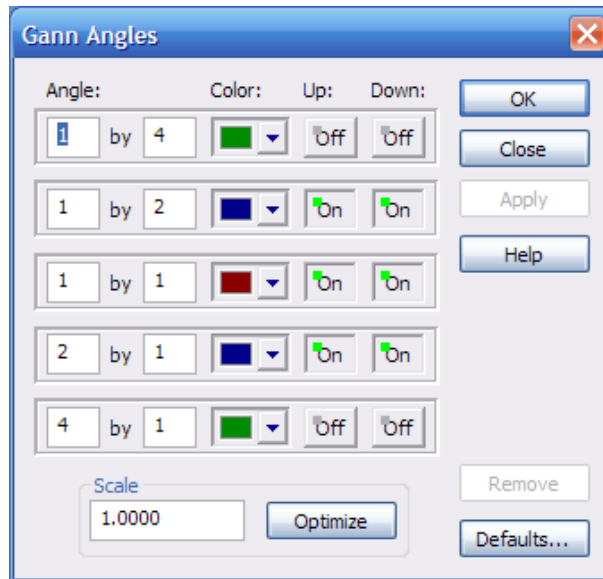 Gann Angles
Angle: Color: Up: Down:
1 by 4 Off Off
1 by 2 On On
1 by 1 On On
2 by 1 On On
4 by 1 Off Off
Scale
1.0000 Optimize
OK
Close
Apply
Help
Remove
Defaults...